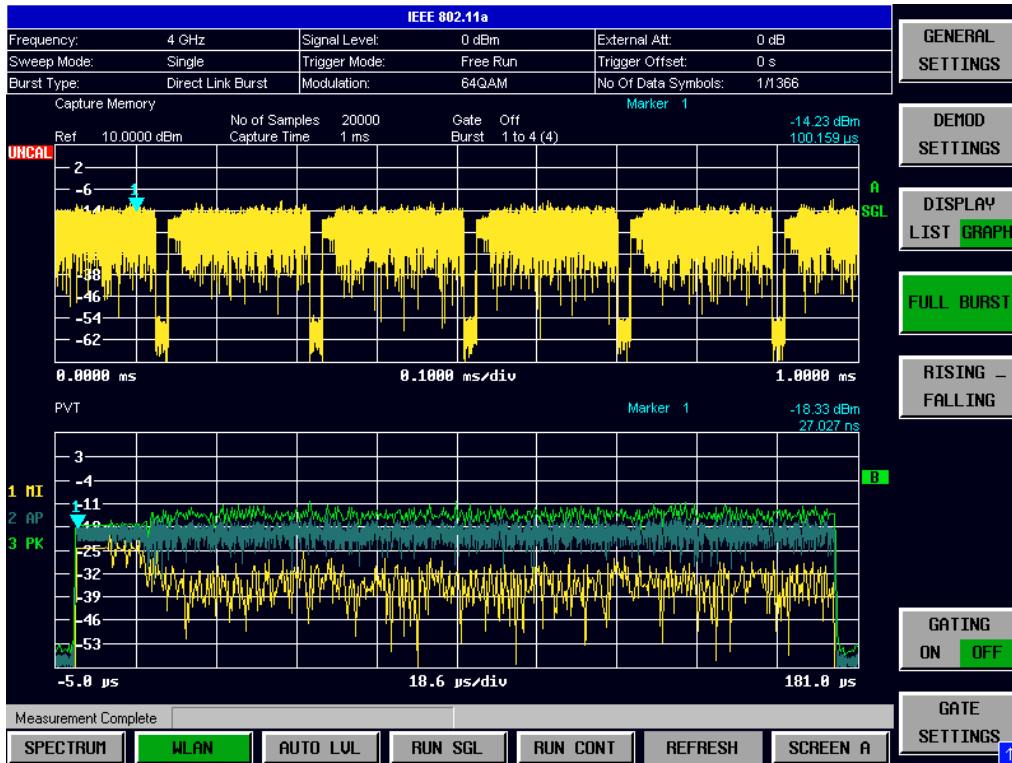 IEEE 802.11a
Frequency: 4 GHz Signal Level: 0 dBm External Att: 0 dB
Sweep Mode: Single Trigger Mode: Free Run Trigger Offset: 0 s
Burst Type: Direct Link Burst Modulation: 64QAM No Of Data Symbols: 1/1366
Capture Memory Marker 1
No of Samples 20000 Gate Off -14.23 dBm
Ref 10.0000 dBm Capture Time 1 ms Burst 1 to 4 (4) 100.159 µs
UNCAL
2
-6
1
A
SGL
-14
-38
-46
-54
-62
0.0000 ms 0.1000 ms/div 1.0000 ms
PVT Marker 1 -18.33 dBm
27.027 ns
3
-4
B
1 MI
-11
1
2 AP
-18
3 PK
-25
-32
-39
-46
-53
-5.0 µs 18.6 µs/div 181.0 µs
Measurement Complete
SPECTRUM WLAN AUTO LVL RUN SGL RUN CONT REFRESH SCREEN A
GENERAL
SETTINGS
DEMOD
SETTINGS
DISPLAY
LIST GRAPH
FULL BURST
RISING _
FALLING
GATING
ON OFF
GATE
SETTINGS